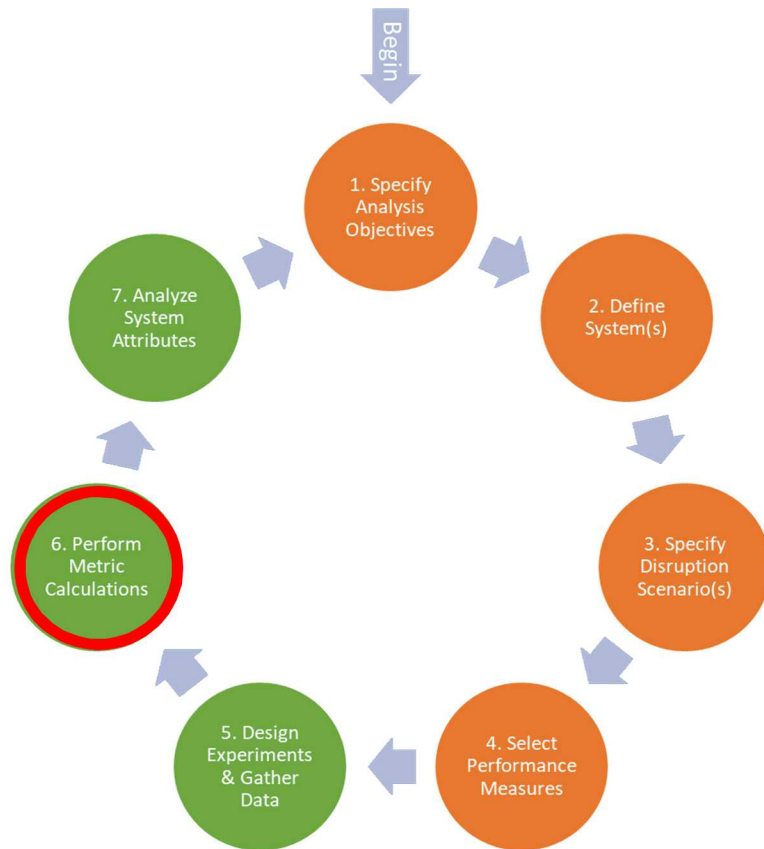 Begin
1. Specify
Analysis
Objectives
2. Define
System(s)
3. Specify
Disruption
Scenario(s)
4. Select
Performance
Measures
5. Design
Experiments
& Gather
Data
6. Perform
Metric
Calculations
7. Analyze
System
Attributes